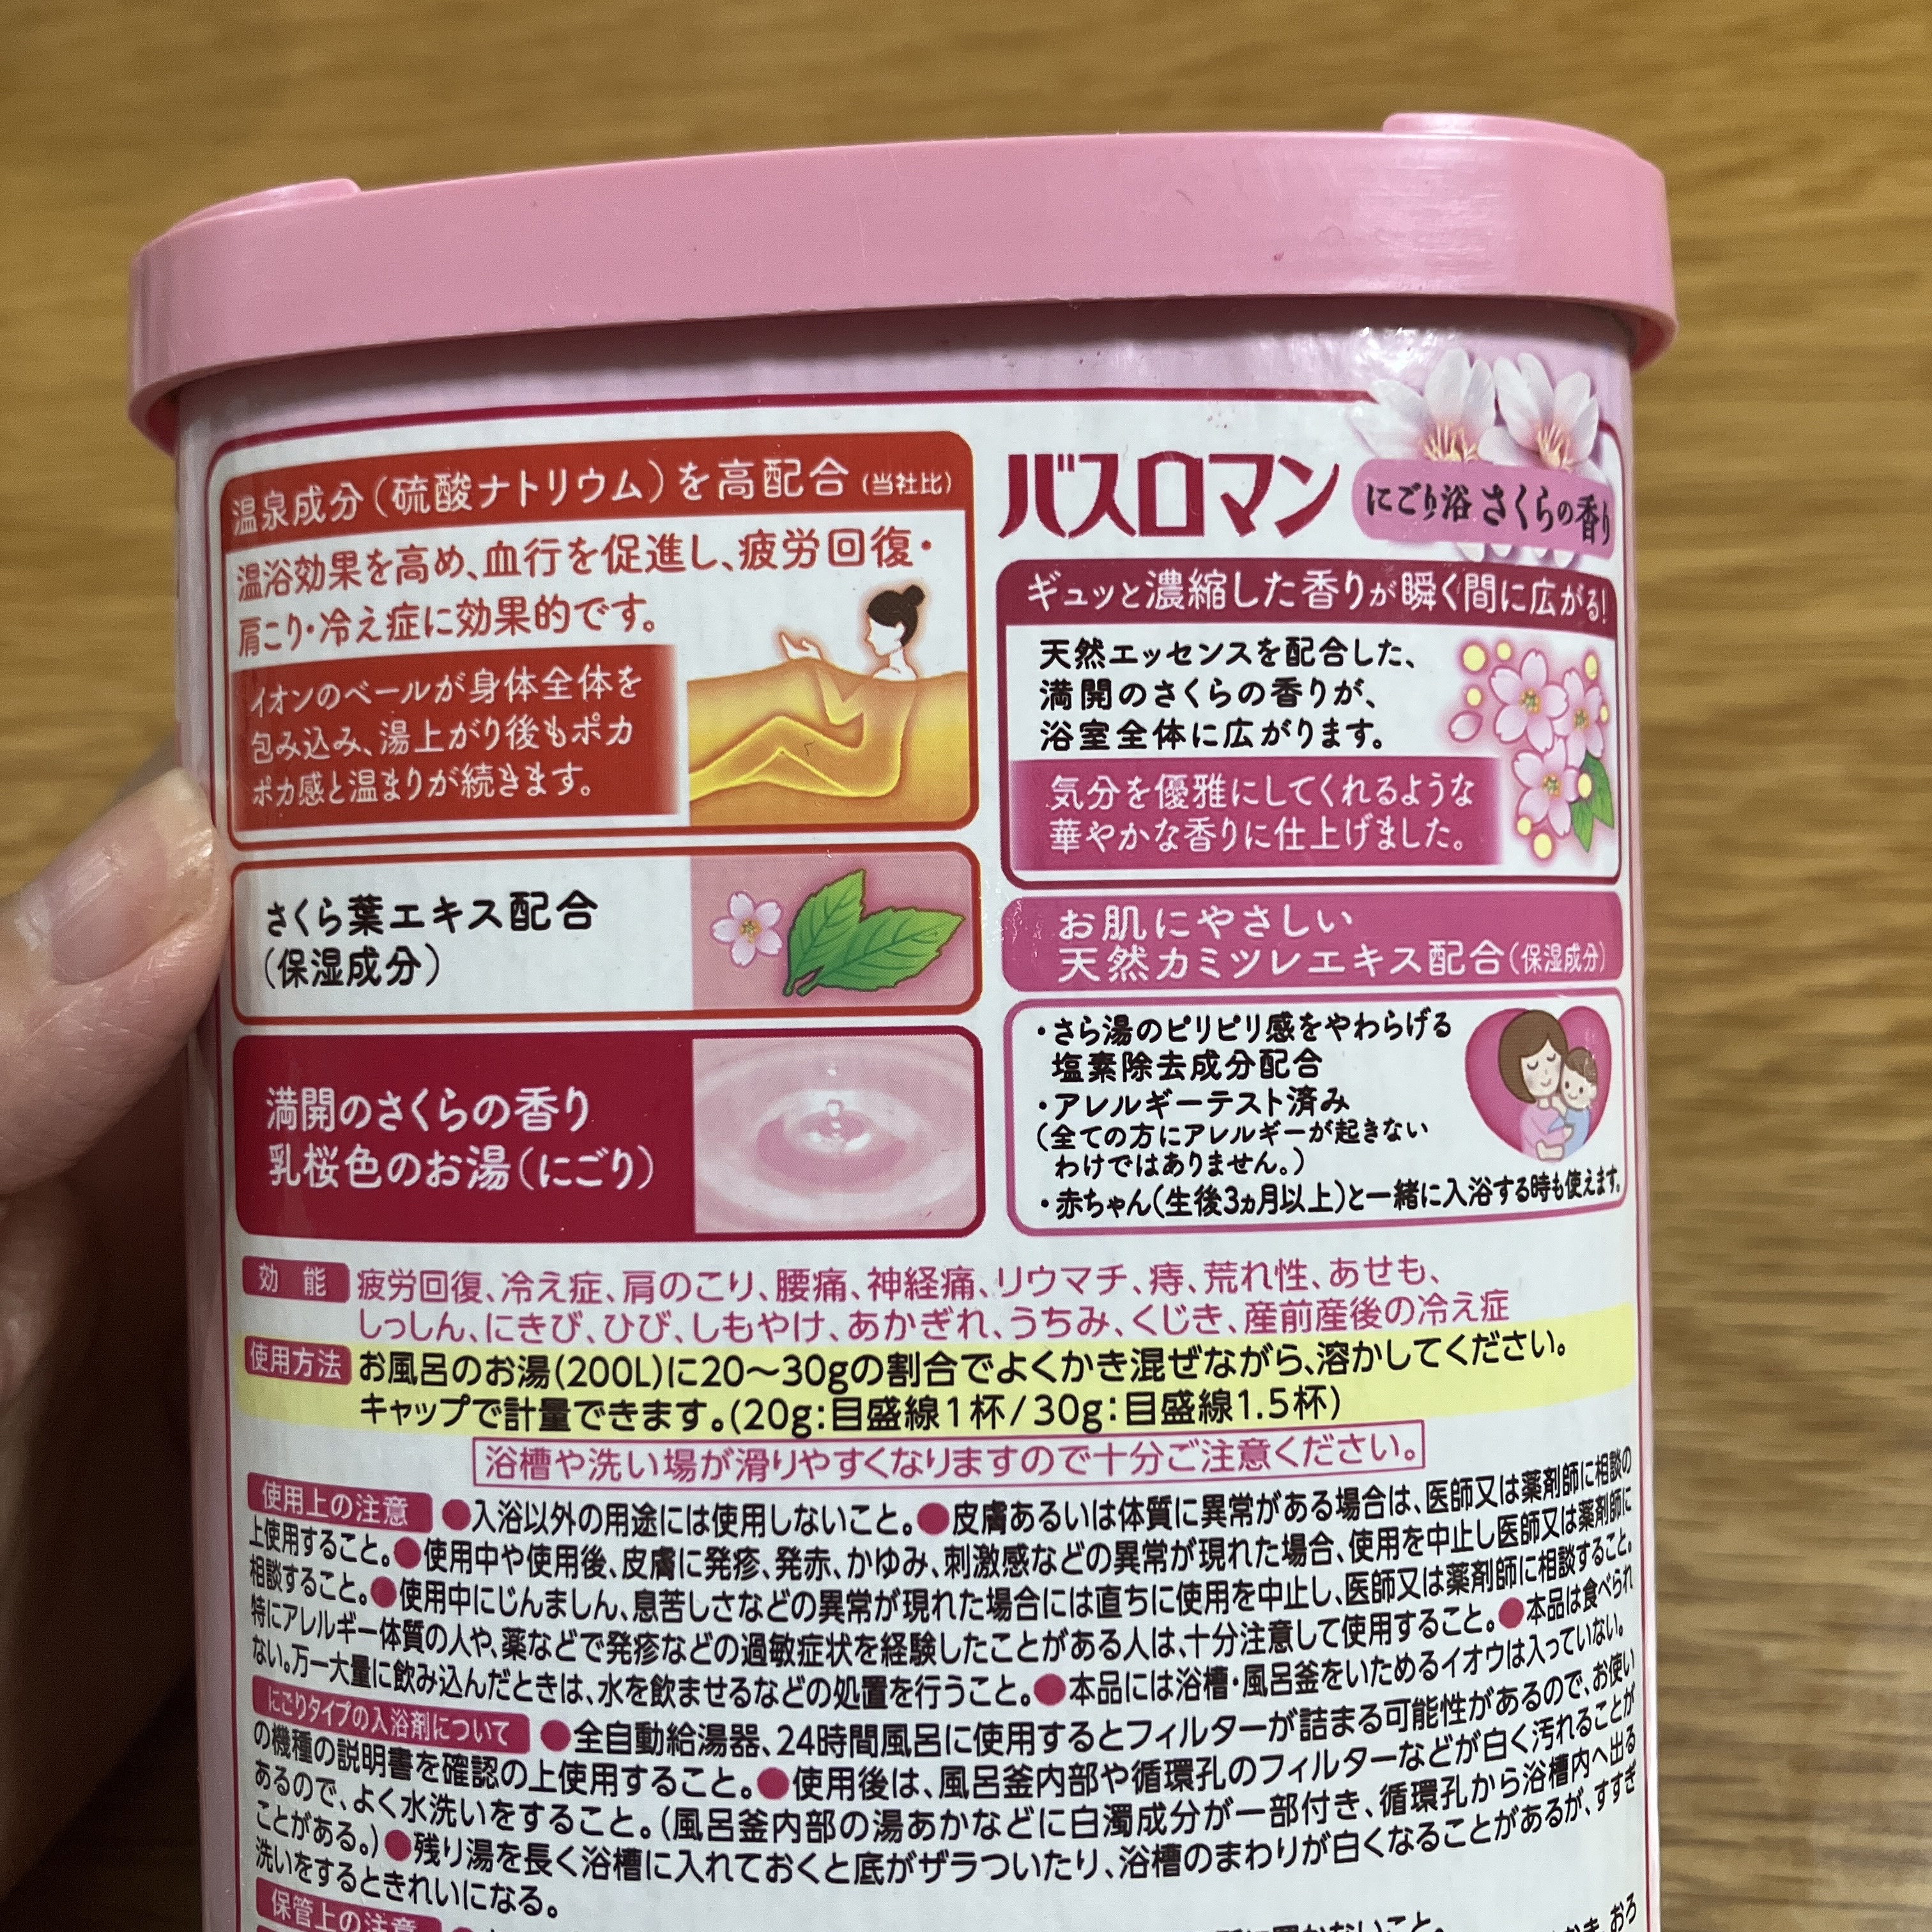 温泉成分(硫酸ナトリウム)を高配合(当社比)
温浴効果を高め、血行を促進し、疲労回復・
肩こり・冷え症に効果的です。
イオンのベールが身体全体を
包み込み、湯上がり後もポカ
ポカ感と温まりが続きます。
さくら葉エキス配合
(保湿成分)
満開のさくらの香り
乳桜色のお湯(にごり)
バスロマン にごり浴 さくらの香り
ギュッと濃縮した香りが瞬く間に広がる!
天然エッセンスを配合した、
満開のさくらの香りが、
浴室全体に広がります。
気分を優雅にしてくれるような
華やかな香りに仕上げました。
お肌にやさしい
天然カミツレエキス配合(保湿成分)
・さら湯のピリピリ感をやわらげる
塩素除去成分配合
・アレルギーテスト済み
(全ての方にアレルギーが起きない
わけではありません。)
・赤ちゃん(生後3ヵ月以上)と一緒に入浴する時も使えます。
効能 疲労回復、冷え症、肩のこり、腰痛、神経痛、リウマチ、痔、荒れ性、あせも、
しっしん、にきび、ひび、しもやけ、あかぎれ、うちみ、くじき、産前産後の冷え症
使用方法 お風呂のお湯(200L)に20〜30gの割合でよくかき混ぜながら、溶かしてください。
キャップで計量できます。(20g:目盛線1杯/30g:目盛線1.5杯)
浴槽や洗い場が滑りやすくなりますので十分ご注意ください。
使用上の注意 ●入浴以外の用途には使用しないこと。●皮膚あるいは体質に異常がある場合は、医師又は薬剤師に相談の
上使用すること。●使用中や使用後、皮膚に発疹、発赤、かゆみ、刺激感などの異常が現れた場合、使用を中止し医師又は薬剤師に
相談すること。●使用中にじんましん、息苦しさなどの異常が現れた場合には直ちに使用を中止し、医師又は薬剤師に相談すること。
特にアレルギー体質の人や、薬などで発疹などの過敏症状を経験したことがある人は、十分注意して使用すること。●本品は食べられ
ない。万一大量に飲み込んだときは、水を飲ませるなどの処置を行うこと。●本品には浴槽・風呂釜をいためるイオウは入っていない。
にごりタイプの入浴剤について ●全自動給湯器、24時間風呂に使用するとフィルターが詰まる可能性があるので、お使い
の機種の説明書を確認の上使用すること。●使用後は、風呂釜内部や循環孔のフィルターなどが白く汚れることが
あるので、よく水洗いをすること。(風呂釜内部の湯あかなどに白濁成分が一部付き、循環孔から浴槽内へ出る
ことがある。)●残り湯を長く浴槽に入れておくと底がザラついたり、浴槽のまわりが白くなることがあるが、すすぎ
洗いをするときれいになる。
保管上の注意